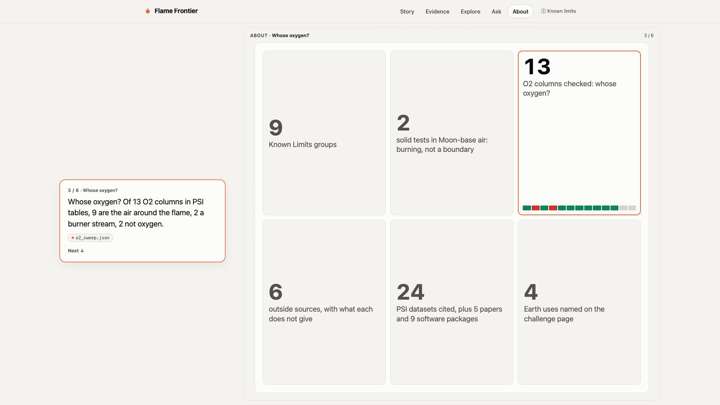 Flame Frontier
Story
Evidence
Explore
Ask
About
Known limits
ABOUT · Whose oxygen?
3 / 6
3 / 6 · Whose oxygen?
Whose oxygen? Of 13 O2 columns in PSI
tables, 9 are the air around the flame, 2 a
burner stream, 2 not oxygen.
o2_sweep.json
Next ↓
9
Known Limits groups
2
solid tests in Moon-base air:
burning, not a boundary
13
O2 columns checked: whose
oxygen?
6
outside sources, with what each
does not give
24
PSI datasets cited, plus 5 papers
and 9 software packages
4
Earth uses named on the
challenge page